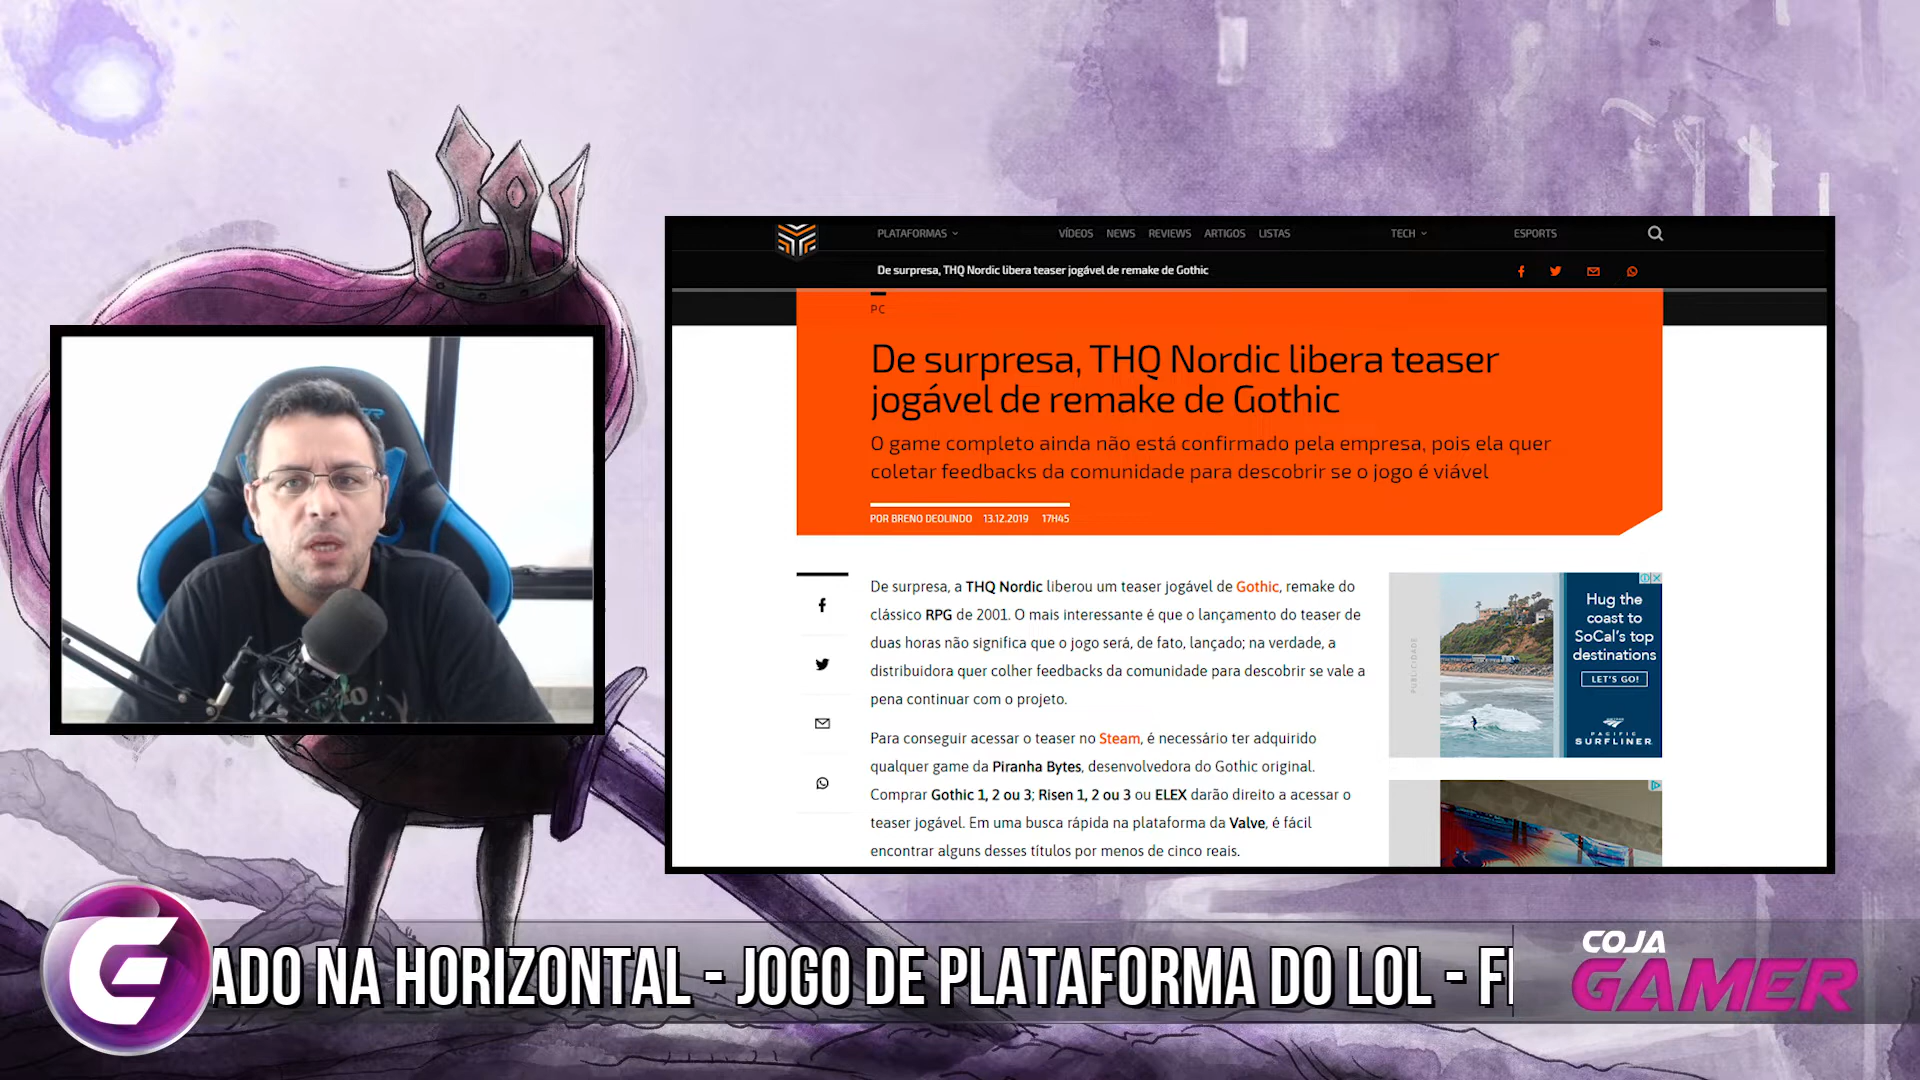 PLATAFORMAS
VÍDEOS NEWS REVIEWS ARTIGOS LISTAS
TECH
ESPORTS
De surpresa, THQ Nordic libera teaser jogável de remake de Gothic
PC
De surpresa, THQ Nordic libera teaser
jogável de remake de Gothic
O game completo ainda não está confirmado pela empresa, pois ela quer
coletar feedbacks da comunidade para descobrir se o jogo é viável
POR BRENO DEOLINDO 13.12.2019 17H45
De surpresa, a THQ Nordic liberou um teaser jogável de Gothic, remake do
clássico RPG de 2001. O mais interessante é que o lançamento do teaser de
duas horas não significa que o jogo será, de fato, lançado; na verdade, a
distribuidora quer colher feedbacks da comunidade para descobrir se vale a
pena continuar com o projeto.
Para conseguir acessar o teaser no Steam, é necessário ter adquirido
qualquer game da Piranha Bytes, desenvolvedora do Gothic original.
Comprar Gothic 1, 2 ou 3; Risen 1, 2 ou 3 ou ELEX darão direito a acessar o
teaser jogável. Em uma busca rápida na plataforma da Valve, é fácil
encontrar alguns desses títulos por menos de cinco reais.
PUBLICIDADE
Hug the
coast to
SoCal's top
destinations
LET'S GO!
PACIFIC
SURFLINER
ADO NA HORIZONTAL - JOGO DE PLATAFORMA DO LOL - F
COJA
GAMER